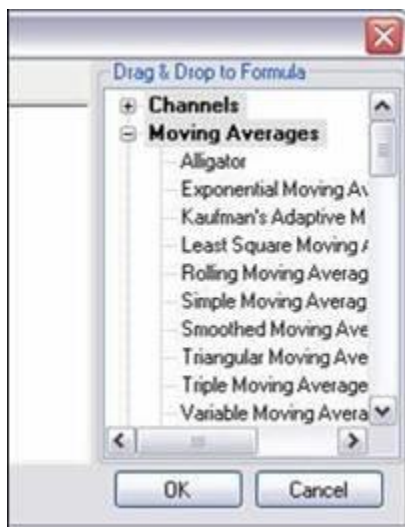 Drag & Drop to Formula
Channels
Moving Averages
Alligator
Exponential Moving Av
Kaufman's Adaptive M
Least Square Moving A
Rolling Moving Averag
Simple Moving Averag
Smoothed Moving Ave
Triangular Moving Ave
Triple Moving Average
Variable Moving Avera
OK Cancel